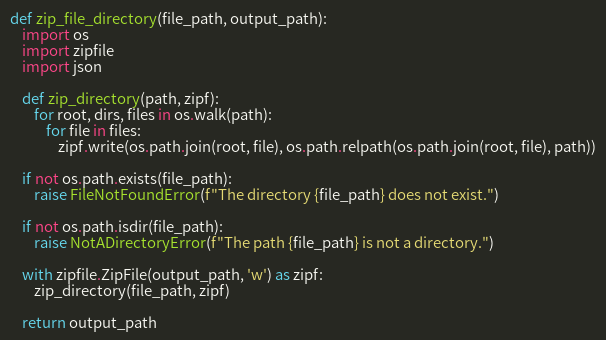 def zip_file_directory(file_path, output_path):
    import os
    import zipfile
    import json

    def zip_directory(path, zipf):
        for root, dirs, files in os.walk(path):
            for file in files:
                zipf.write(os.path.join(root, file), os.path.relpath(os.path.join(root, file), path))

    if not os.path.exists(file_path):
        raise FileNotFoundError(f"The directory {file_path} does not exist.")

    if not os.path.isdir(file_path):
        raise NotADirectoryError(f"The path {file_path} is not a directory.")

    with zipfile.ZipFile(output_path, 'w') as zipf:
        zip_directory(file_path, zipf)

    return output_path